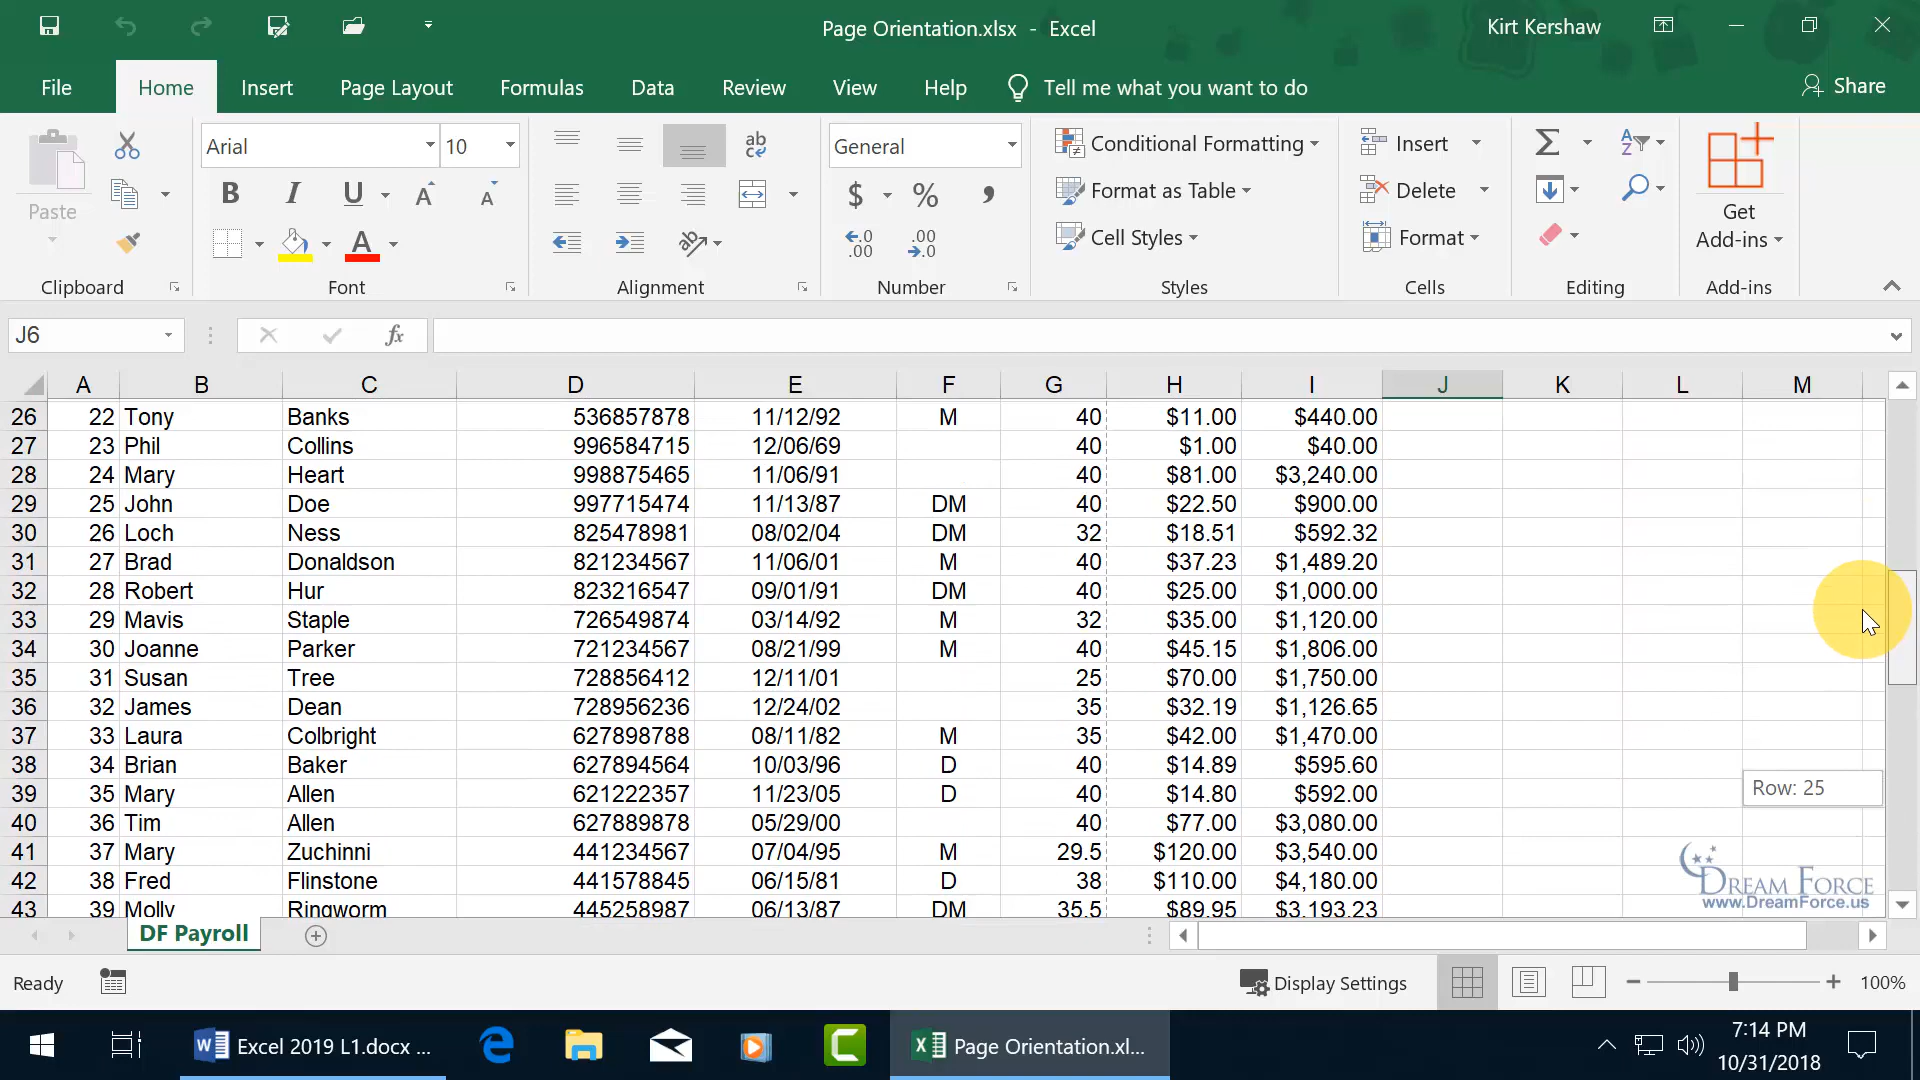 Page Orientation.xlsx - Excel
Kirt Kershaw
File Home Insert Page Layout Formulas Data Review View Help Tell me what you want to do Share
Paste
Arial 10
B I U A A
ab
General
$ % ,
Conditional Formatting
Format as Table
Cell Styles
Insert
Delete
Format
Get
Add-ins
Clipboard Font Alignment Number Styles Cells Editing Add-ins
J6 fx
A B C D E F G H I J K L M
26 22 Tony Banks 536857878 11/12/92 M 40 $11.00 $440.00
27 23 Phil Collins 996584715 12/06/69 40 $1.00 $40.00
28 24 Mary Heart 998875465 11/06/91 40 $81.00 $3,240.00
29 25 John Doe 997715474 11/13/87 DM 40 $22.50 $900.00
30 26 Loch Ness 825478981 08/02/04 DM 32 $18.51 $592.32
31 27 Brad Donaldson 821234567 11/06/01 M 40 $37.23 $1,489.20
32 28 Robert Hur 823216547 09/01/91 DM 40 $25.00 $1,000.00
33 29 Mavis Staple 726549874 03/14/92 M 32 $35.00 $1,120.00
34 30 Joanne Parker 721234567 08/21/99 M 40 $45.15 $1,806.00
35 31 Susan Tree 728856412 12/11/01 25 $70.00 $1,750.00
36 32 James Dean 728956236 12/24/02 35 $32.19 $1,126.65
37 33 Laura Colbright 627898788 08/11/82 M 35 $42.00 $1,470.00
38 34 Brian Baker 627894564 10/03/96 D 40 $14.89 $595.60
39 35 Mary Allen 621222357 11/23/05 D 40 $14.80 $592.00
Row: 25
40 36 Tim Allen 627889878 05/29/00 40 $77.00 $3,080.00
41 37 Mary Zuchinni 441234567 07/04/95 M 29.5 $120.00 $3,540.00
42 38 Fred Flinstone 441578845 06/15/81 D 38 $110.00 $4,180.00
43 39 Molly Ringworm 445258987 06/13/87 DM 35.5 $89.95 $3,193.23
DREAM FORCE
www.DreamForce.us
DF Payroll
Ready Display Settings 100%
Excel 2019 L1.docx ... Page Orientation.xl... 7:14 PM
10/31/2018